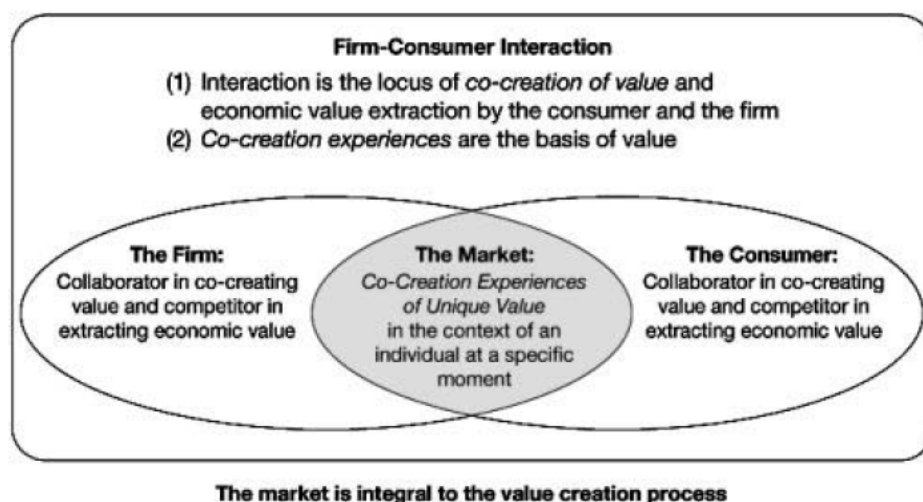 Firm-Consumer Interaction
(1) Interaction is the locus of co-creation of value and
economic value extraction by the consumer and the firm
(2) Co-creation experiences are the basis of value
The Firm:
Collaborator in co-creating
value and competitor in
extracting economic value
The Market:
Co-Creation Experiences
of Unique Value
in the context of an
individual at a specific
moment
The Consumer:
Collaborator in co-creating
value and competitor in
extracting economic value
The market is integral to the value creation process